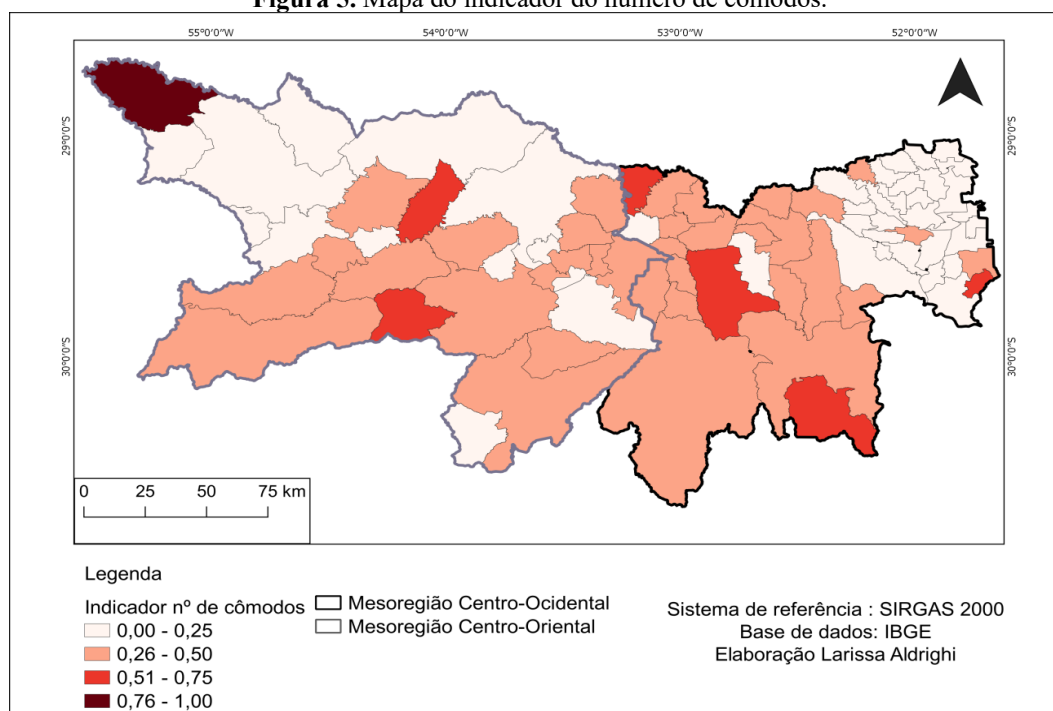 Figura 5. Mapa do indicador do número de cômodos.
55°0'0"W 54°0'0"W 53°0'0"W 52°0'0"W
29°0'0"S 29°0'0"S
30°0'0"S 30°0'0"S
0 25 50 75 km
Legenda
Indicador nº de cômodos
0,00 - 0,25
0,26 - 0,50
0,51 - 0,75
0,76 - 1,00
Mesoregião Centro-Ocidental
Mesoregião Centro-Oriental
Sistema de referência : SIRGAS 2000
Base de dados: IBGE
Elaboração Larissa Aldrighi